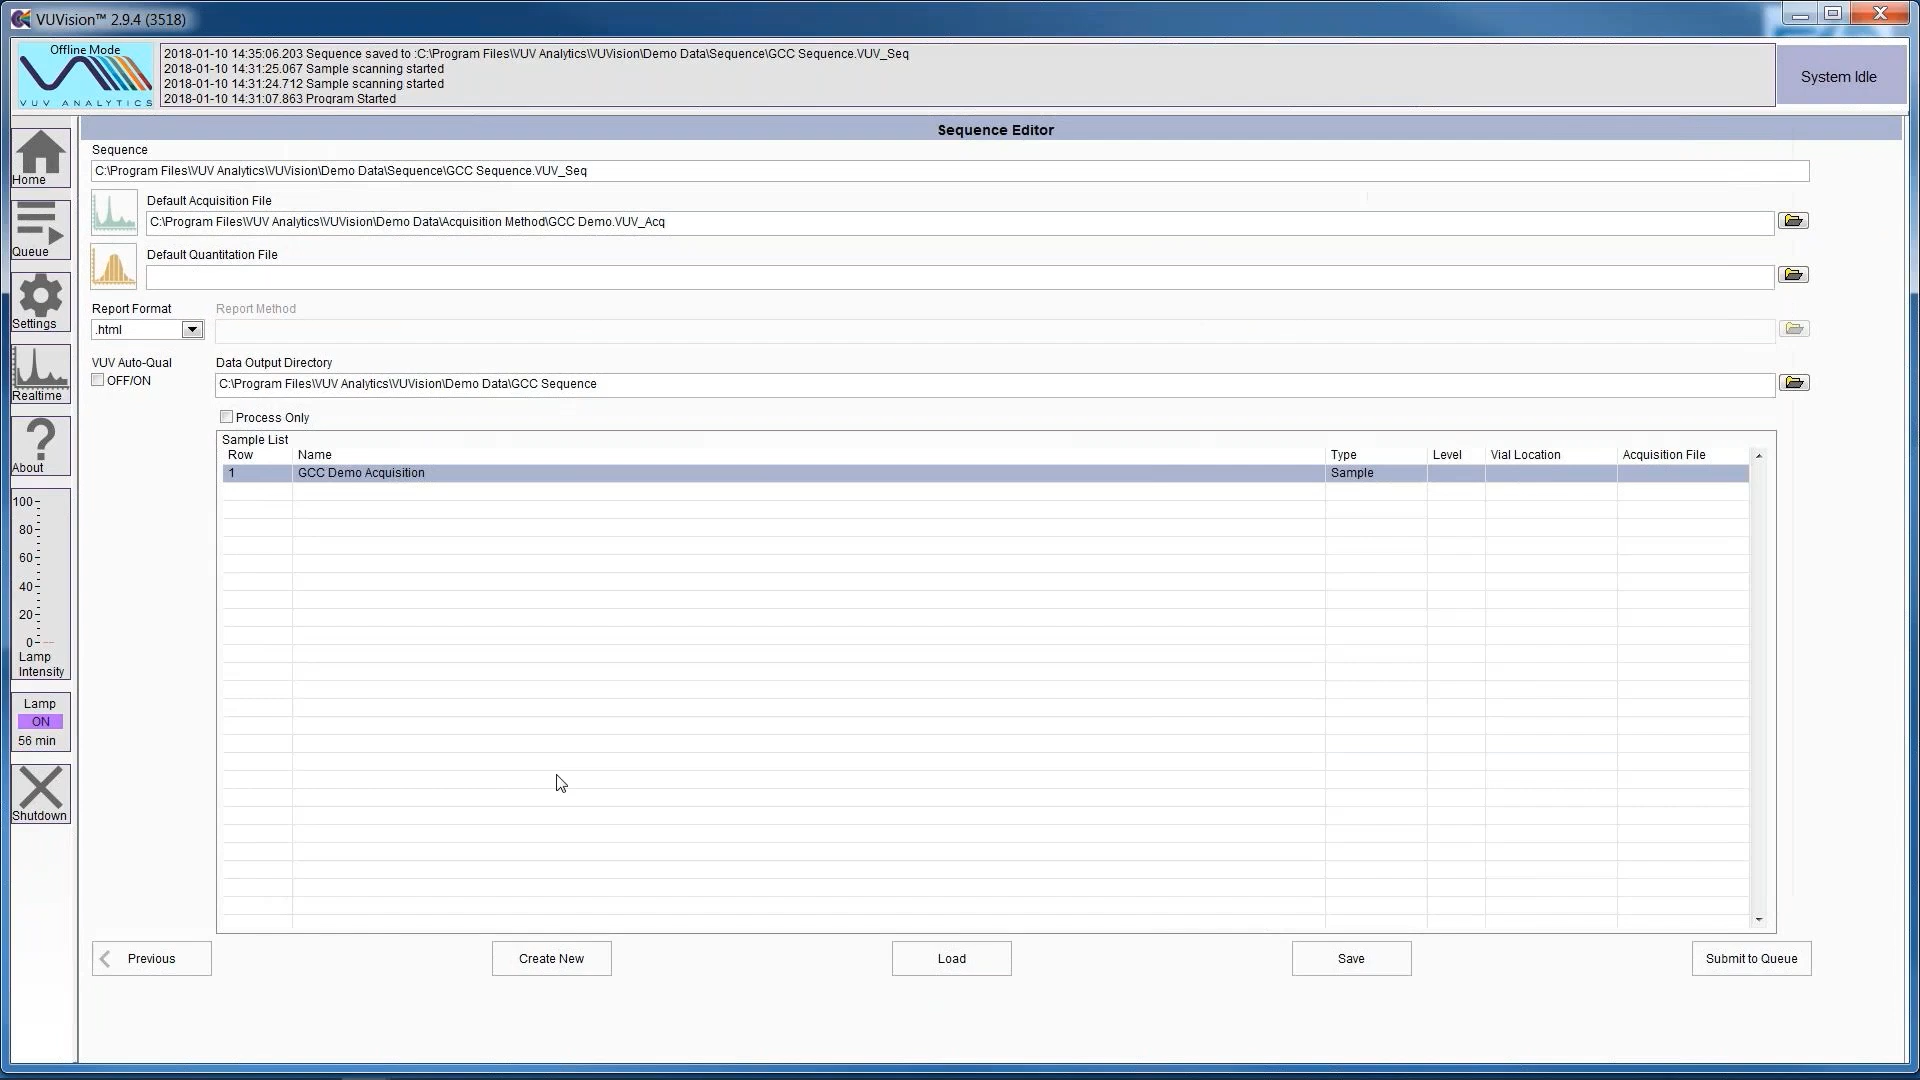 VUVision™ 2.9.4 (3518)
Offline Mode
VUV ANALYTICS
2018-01-10 14:35:06.203 Sequence saved to :C:\Program Files\VUV Analytics\VUVision\Demo Data\Sequence\GCC Sequence.VUV_Seq
2018-01-10 14:31:25.067 Sample scanning started
2018-01-10 14:31:24.712 Sample scanning started
2018-01-10 14:31:07.863 Program Started
System Idle
Sequence Editor
Home
Queue
Settings
Realtime
About
100
80
60
40
20
0
Lamp
Intensity
Lamp
ON
56 min
Shutdown
Sequence
C:\Program Files\VUV Analytics\VUVision\Demo Data\Sequence\GCC Sequence.VUV_Seq
Default Acquisition File
C:\Program Files\VUV Analytics\VUVision\Demo Data\Acquisition Method\GCC Demo.VUV_Acq
Default Quantitation File
Report Format Report Method
.html
VUV Auto-Qual Data Output Directory
OFF/ON C:\Program Files\VUV Analytics\VUVision\Demo Data\GCC Sequence
Process Only
Sample List
Row Name Type Level Vial Location Acquisition File
1 GCC Demo Acquisition Sample
Previous Create New Load Save Submit to Queue